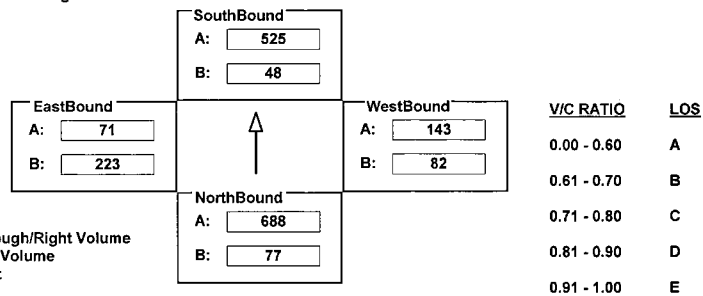 SouthBound
A: 525
B: 48
EastBound
A: 71
B: 223
WestBound
A: 143
B: 82
NorthBound
A: 688
B: 77
Volume
Volume
V/C RATIO LOS
0.00 - 0.60 A
0.61 - 0.70 B
0.71 - 0.80 C
0.81 - 0.90 D
0.91 - 1.00 E